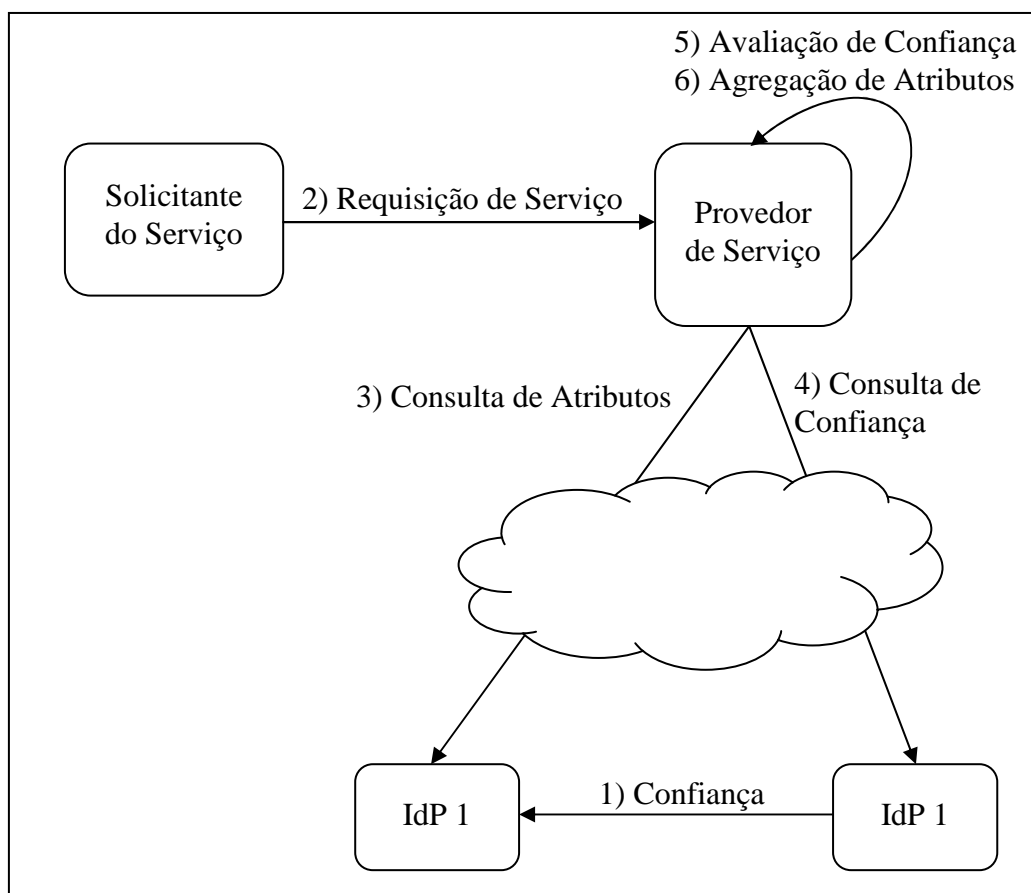 5) Avaliação de Confiança
6) Agregação de Atributos
Solicitante
do Serviço
2) Requisição de Serviço
Provedor
de Serviço
3) Consulta de Atributos
4) Consulta de
Confiança
IdP 1
1) Confiança
IdP 1